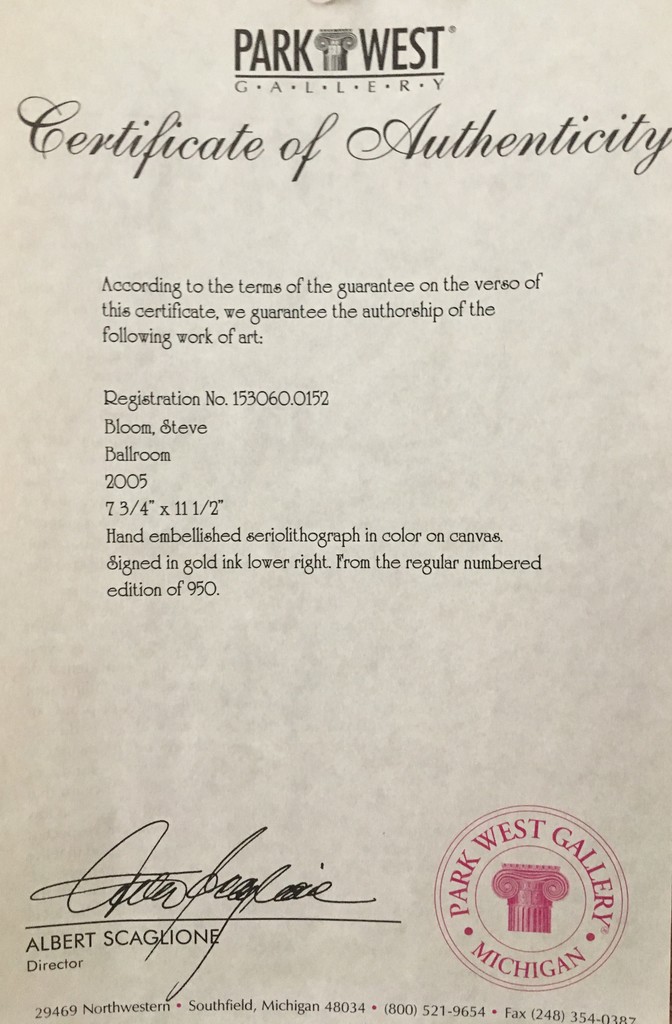 PARK WEST®
G·A·L·L·E·R·Y
Certificate of Authenticity
According to the terms of the guarantee on the verso of
this certificate, we guarantee the authorship of the
following work of art:
Registration No. 153060.0152
Bloom, Steve
Ballroom
2005
7 3/4" x 11 1/2"
Hand embellished seriolithograph in color on canvas.
Signed in gold ink lower right. From the regular numbered
edition of 950.
ALBERT SCAGLIONE
Director
PARK WEST GALLERY®
• MICHIGAN •
29469 Northwestern • Southfield, Michigan 48034 • (800) 521-9654 • Fax (248) 354-0387